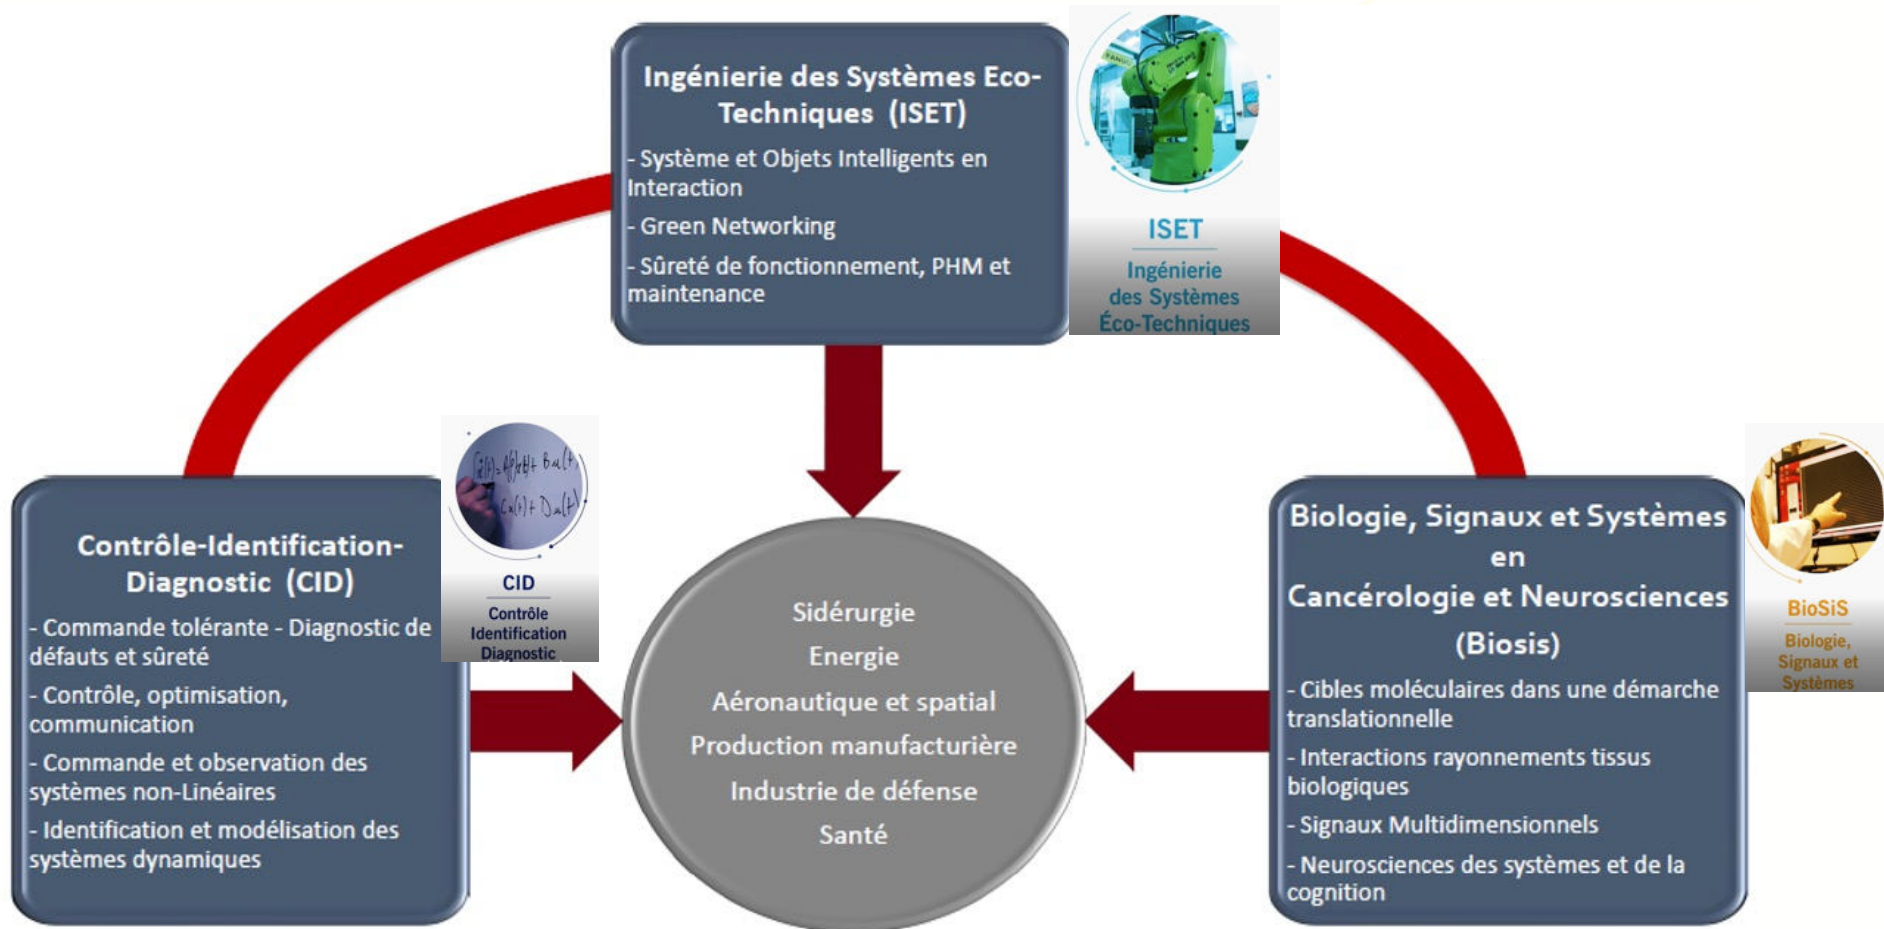 Ingénierie des Systèmes Eco-
Techniques (ISET)
- Système et Objets Intelligents en
Interaction
- Green Networking
- Sûreté de fonctionnement, PHM et
maintenance
ISET
Ingénierie
des Systèmes
Éco-Techniques
Contrôle-Identification-
Diagnostic (CID)
- Commande tolérante - Diagnostic de
défauts et sûreté
- Contrôle, optimisation,
communication
- Commande et observation des
systèmes non-Linéaires
- Identification et modélisation des
systèmes dynamiques
CID
Contrôle
Identification
Diagnostic
Sidérurgie
Energie
Aéronautique et spatial
Production manufacturière
Industrie de défense
Santé
Biologie, Signaux et Systèmes
en
Cancérologie et Neurosciences
(Biosis)
- Cibles moléculaires dans une démarche
translationnelle
- Interactions rayonnements tissus
biologiques
- Signaux Multidimensionnels
- Neurosciences des systèmes et de la
cognition
BioSiS
Biologie,
Signaux et
Systèmes